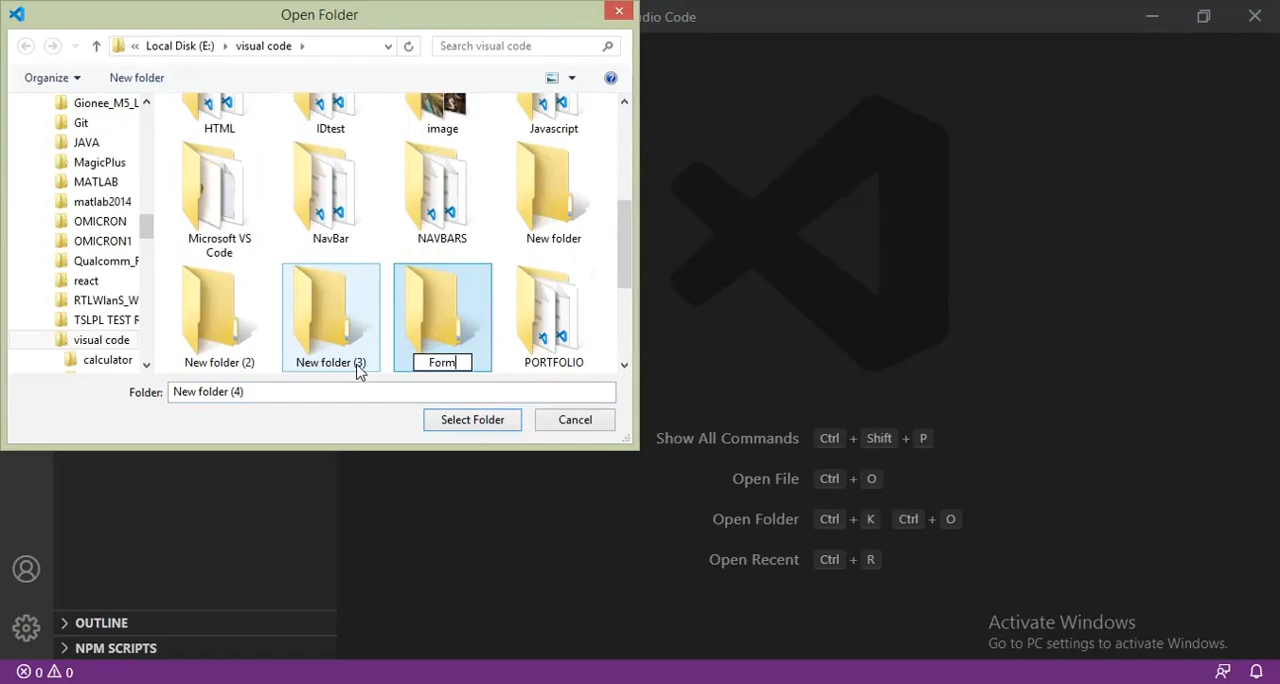 Open Folder
dio Code
« Local Disk (E:) visual code
Search visual code
Organize
New folder
Gionee_M5_L
Git
JAVA
MagicPlus
MATLAB
matlab2014
OMICRON
OMICRON1
Qualcomm_F
react
RTLWlanS_W
TSLPL TEST R
visual code
calculator
HTML
IDtest
image
Javascript
Microsoft VS Code
NavBar
NAVBARS
New folder
New folder (2)
New folder (3)
Form
PORTFOLIO
Folder: New folder (4)
Select Folder
Cancel
Show All Commands Ctrl + Shift + P
Open File Ctrl + O
Open Folder Ctrl + K Ctrl + O
Open Recent Ctrl + R
OUTLINE
NPM SCRIPTS
Activate Windows
Go to PC settings to activate Windows.
0 0